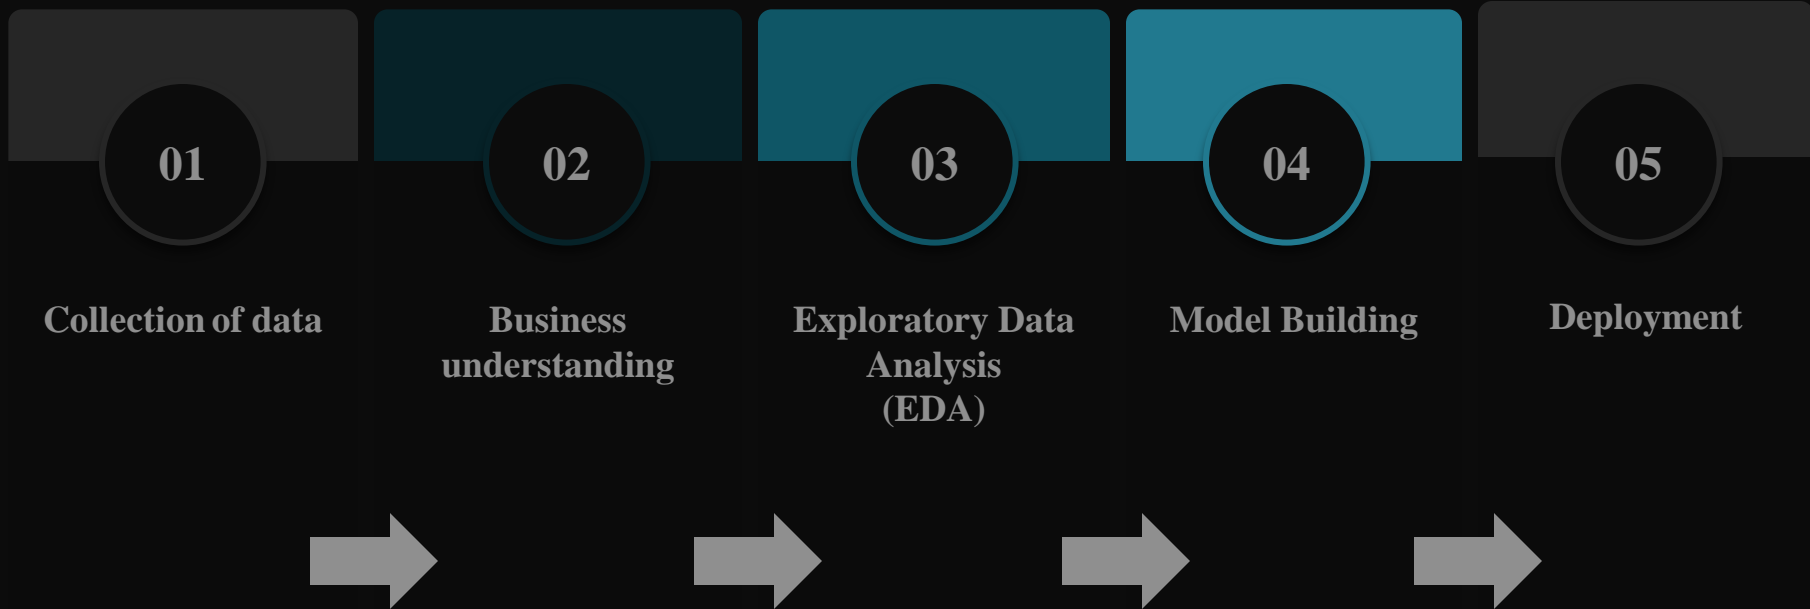 01
Collection of data
02
Business
understanding
03
Exploratory Data
Analysis
(EDA)
04
Model Building
05
Deployment